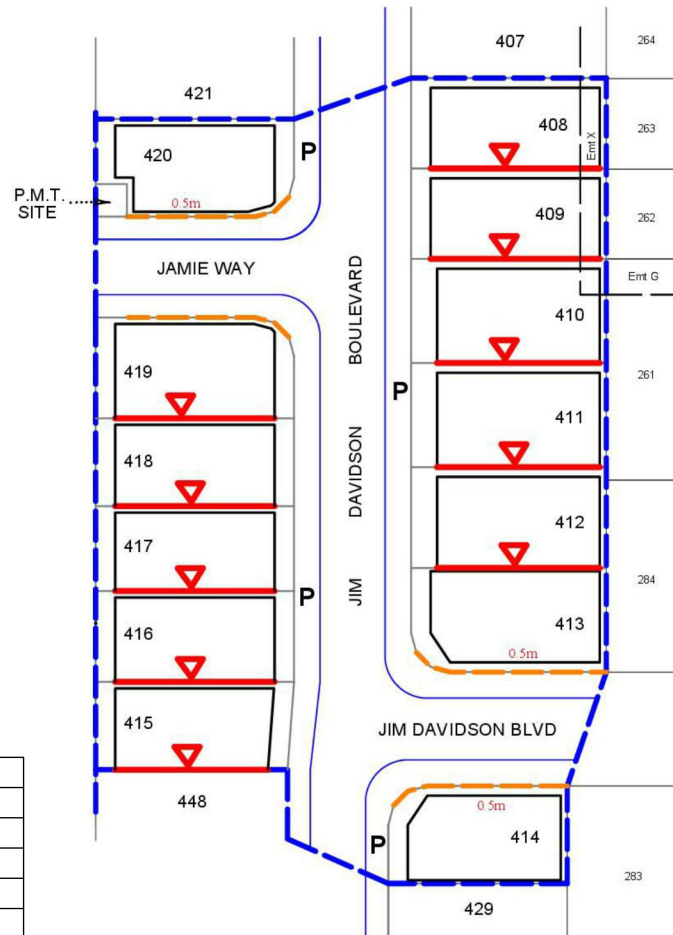 407
264
421
408
263
420
P
Emt X
P.M.T.
SITE
0.5m
409
262
JAMIE WAY
Emt G
JIM DAVIDSON BOULEVARD
410
419
P
261
411
418
412
417
P
284
416
413
0.5m
415
JIM DAVIDSON BLVD
448
0.5m
414
P
283
429